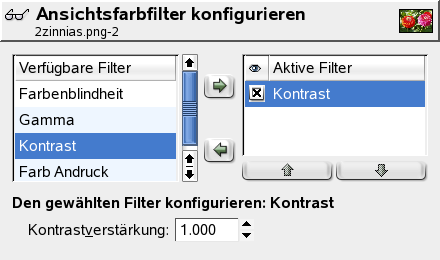 Ansichtsfarbfilter konfigurieren
2zinnias.png-2
Verfügbare Filter
Farbenblindheit
Gamma
Kontrast
Farb Andruck
Aktive Filter
Kontrast
Den gewählten Filter konfigurieren: Kontrast
Kontrastverstärkung: 1.000